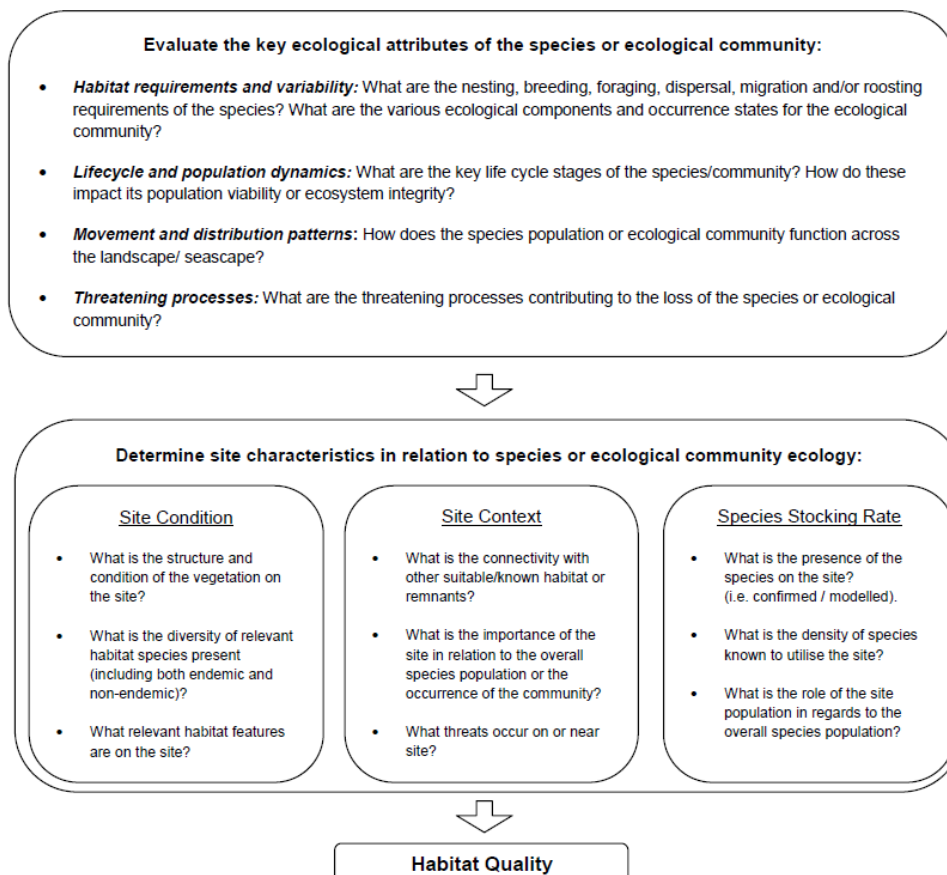 Evaluate the key ecological attributes of the species or ecological community:
• Habitat requirements and variability: What are the nesting, breeding, foraging, dispersal, migration and/or roosting
requirements of the species? What are the various ecological components and occurrence states for the ecological
community?
• Lifecycle and population dynamics: What are the key life cycle stages of the species/community? How do these
impact its population viability or ecosystem integrity?
• Movement and distribution patterns: How does the species population or ecological community function across
the landscape/ seascape?
• Threatening processes: What are the threatening processes contributing to the loss of the species or ecological
community?
Determine site characteristics in relation to species or ecological community ecology:
Site Condition
• What is the structure and
condition of the vegetation on
the site?
• What is the diversity of relevant
habitat species present
(including both endemic and
non-endemic)?
• What relevant habitat features
are on the site?
Site Context
• What is the connectivity with
other suitable/known habitat or
remnants?
• What is the importance of the
site in relation to the overall
species population or the
occurrence of the community?
• What threats occur on or near
site?
Species Stocking Rate
• What is the presence of the
species on the site?
(i.e. confirmed / modelled).
• What is the density of species
known to utilise the site?
• What is the role of the site
population in regards to the
overall species population?
Habitat Quality